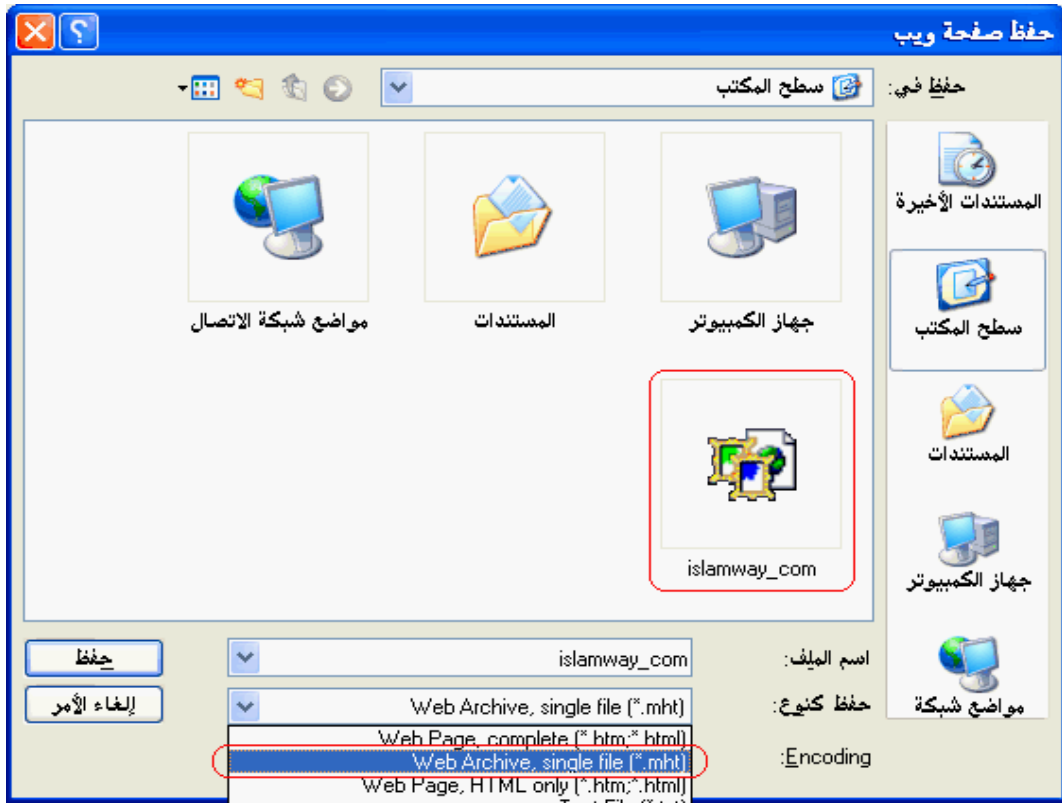 حفظ صفحة ويب
حفظ في:
سطح المكتب
المستندات الأخيرة
سطح المكتب
المستندات
جهاز الكمبيوتر
مواضع شبكة
جهاز الكمبيوتر
المستندات
مواضع شبكة الاتصال
islamway_com
اسم الملف:
islamway_com
حفظ
حفظ كنوع:
Web Archive, single file (*.mht)
إلغاء الأمر
Web Page, complete (*.htm;*.html)
Web Archive, single file (*.mht)
Encoding:
Web Page, HTML only (*.htm;*.html)